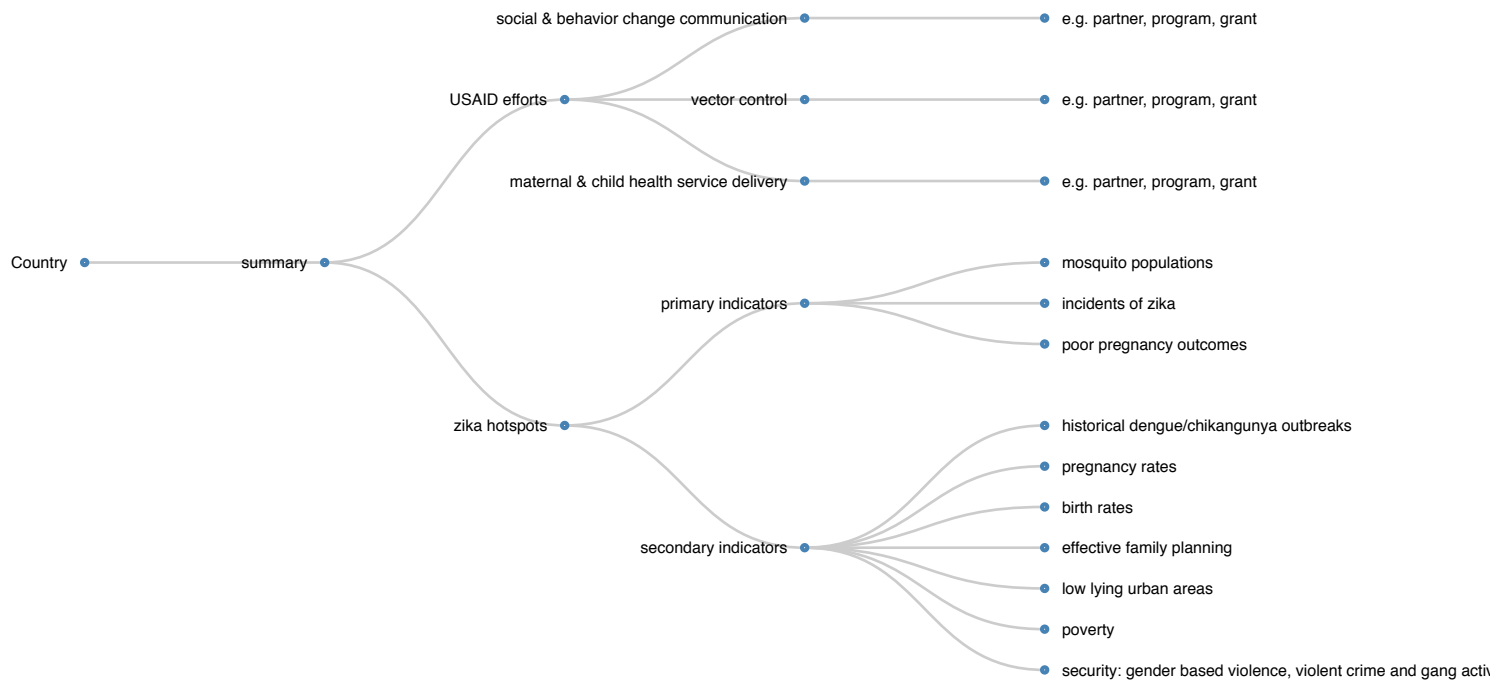 social & behavior change communication
e.g. partner, program, grant
USAID efforts
vector control
e.g. partner, program, grant
maternal & child health service delivery
e.g. partner, program, grant
Country
summary
mosquito populations
primary indicators
incidents of zika
poor pregnancy outcomes
zika hotspots
historical dengue/chikangunya outbreaks
pregnancy rates
birth rates
secondary indicators
effective family planning
low lying urban areas
poverty
security: gender based violence, violent crime and gang